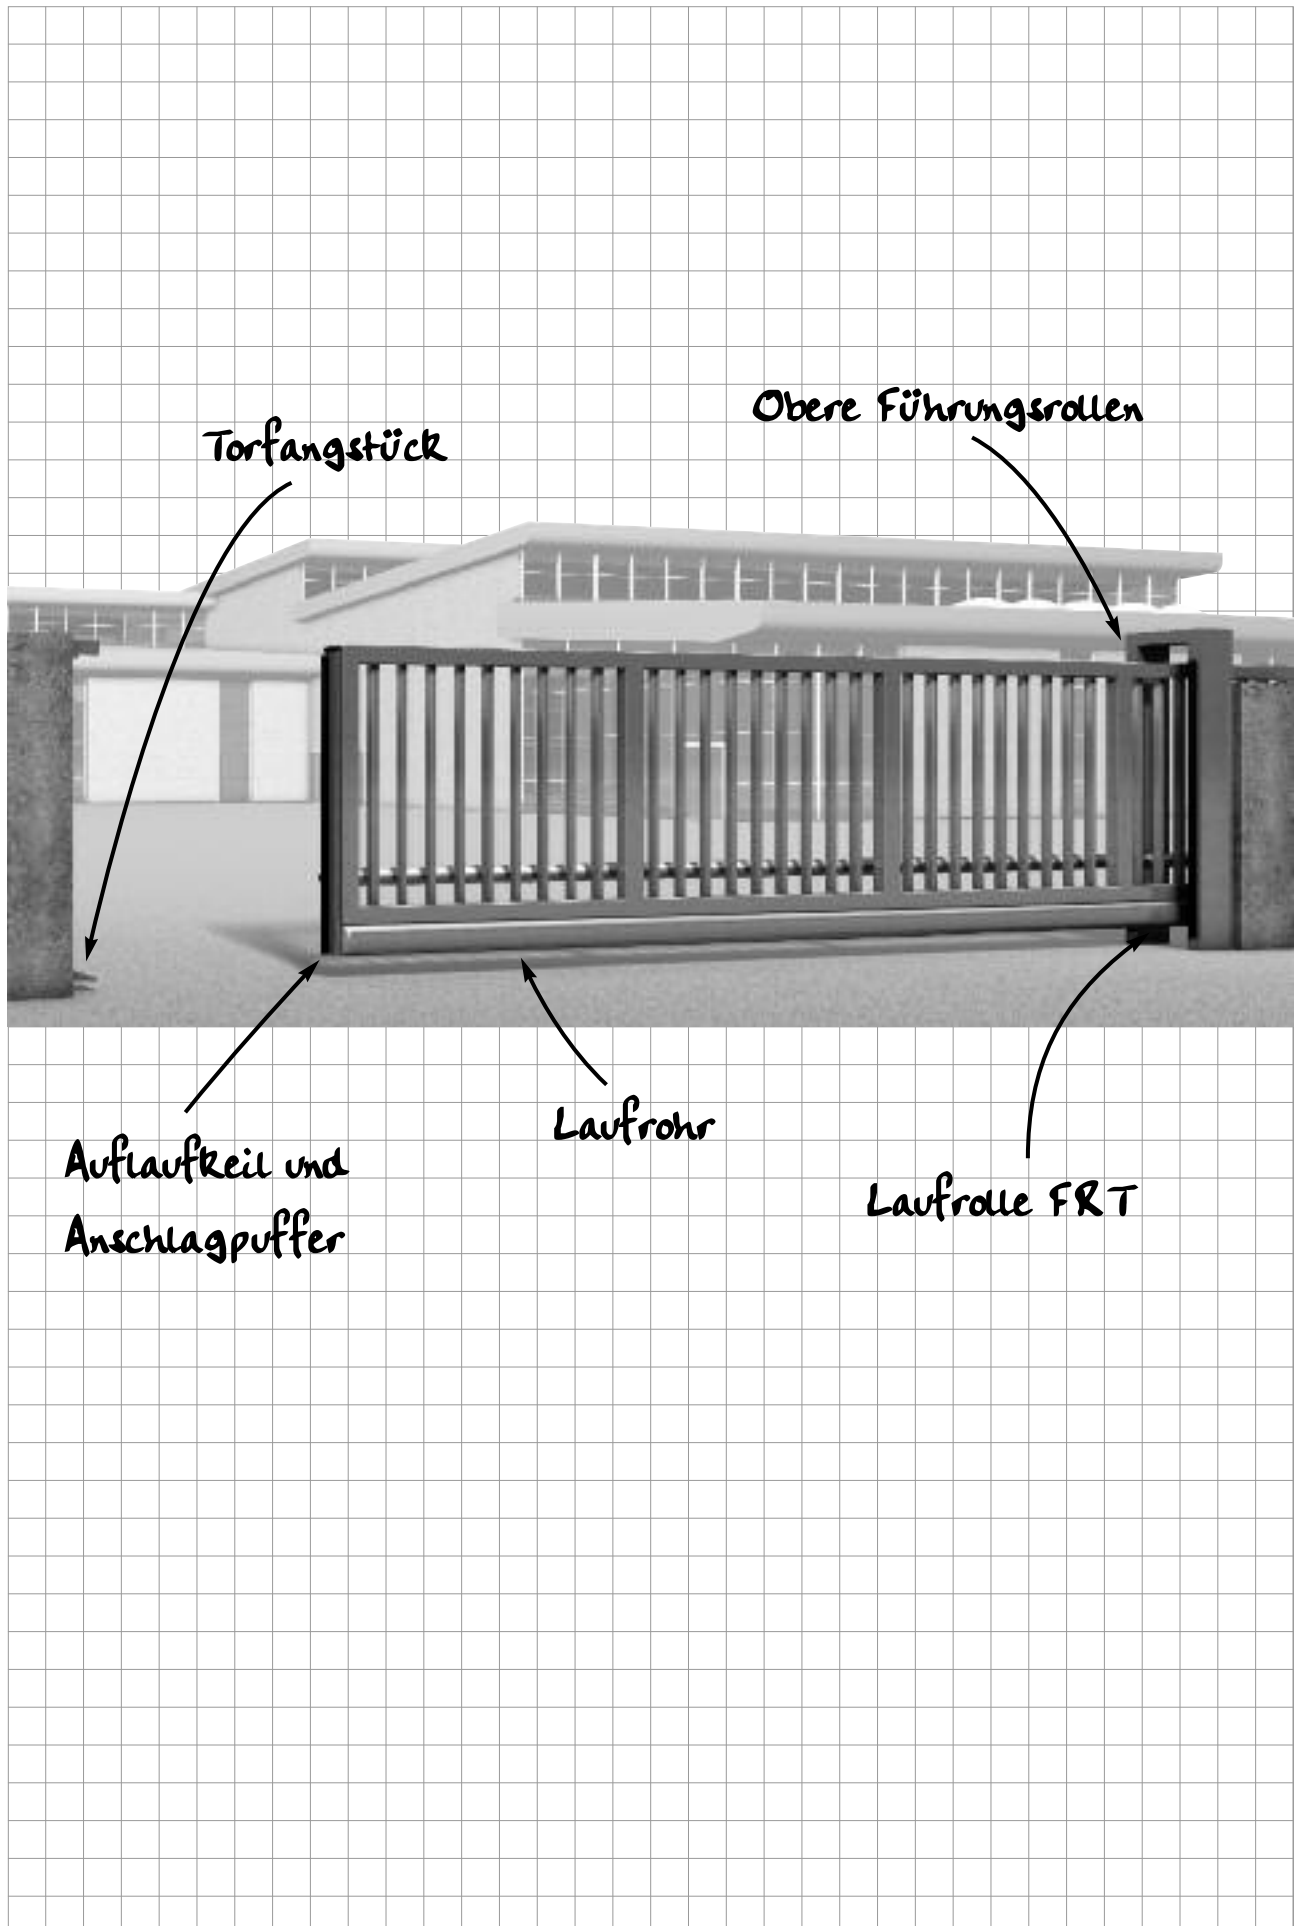 Obere Führungsrollen
Torfangstück
Laufrohr
Auflaufkeil und
Anschlagpuffer
Laufrolle FRT